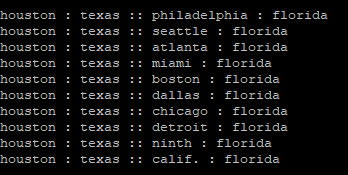 houston : texas :: philadelphia : florida
houston : texas :: seattle : florida
houston : texas :: atlanta : florida
houston : texas :: miami : florida
houston : texas :: boston : florida
houston : texas :: dallas : florida
houston : texas :: chicago : florida
houston : texas :: detroit : florida
houston : texas :: ninth : florida
houston : texas :: calif. : florida